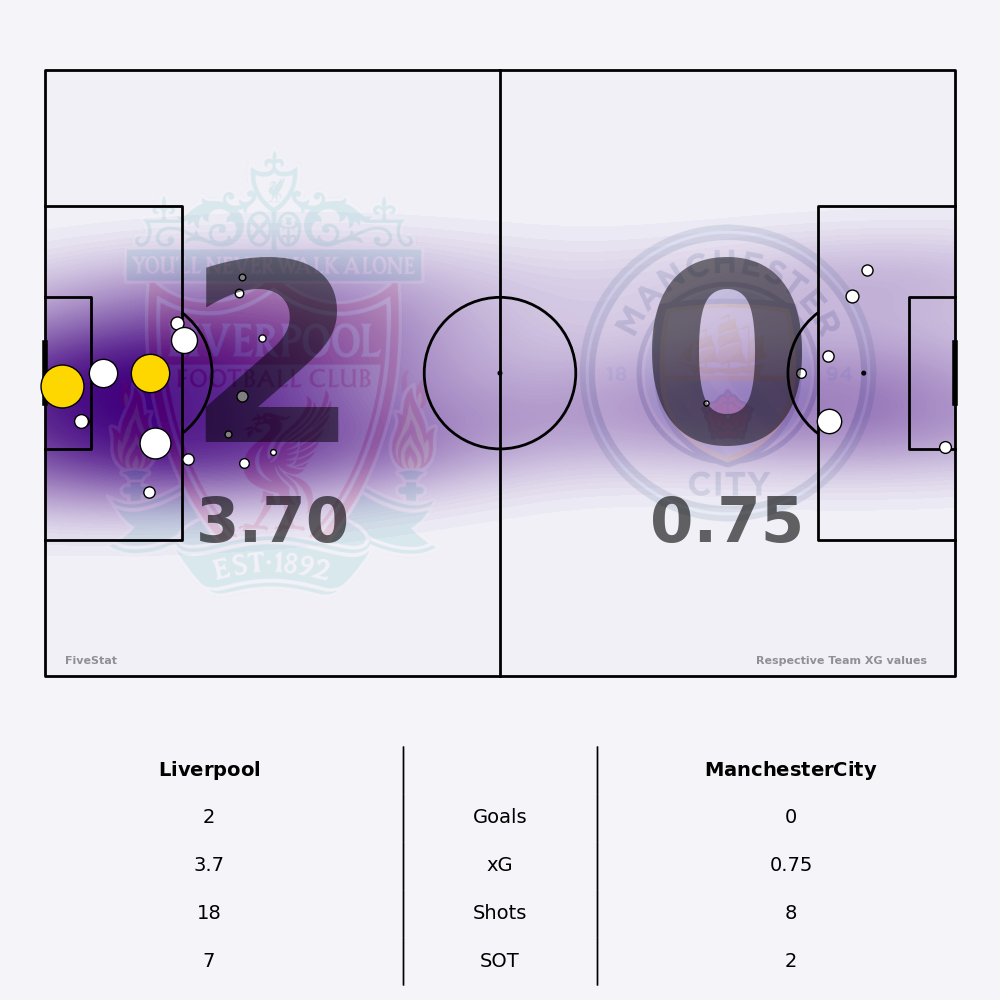 YOU'LL NEVER WALK ALONE
LIVERPOOL
FOOTBALL CLUB
EST·1892
MANCHESTER
18 94
CITY
2 0
3.70 0.75
FiveStat Respective Team XG values
Liverpool ManchesterCity
2 Goals 0
3.7 xG 0.75
18 Shots 8
7 SOT 2